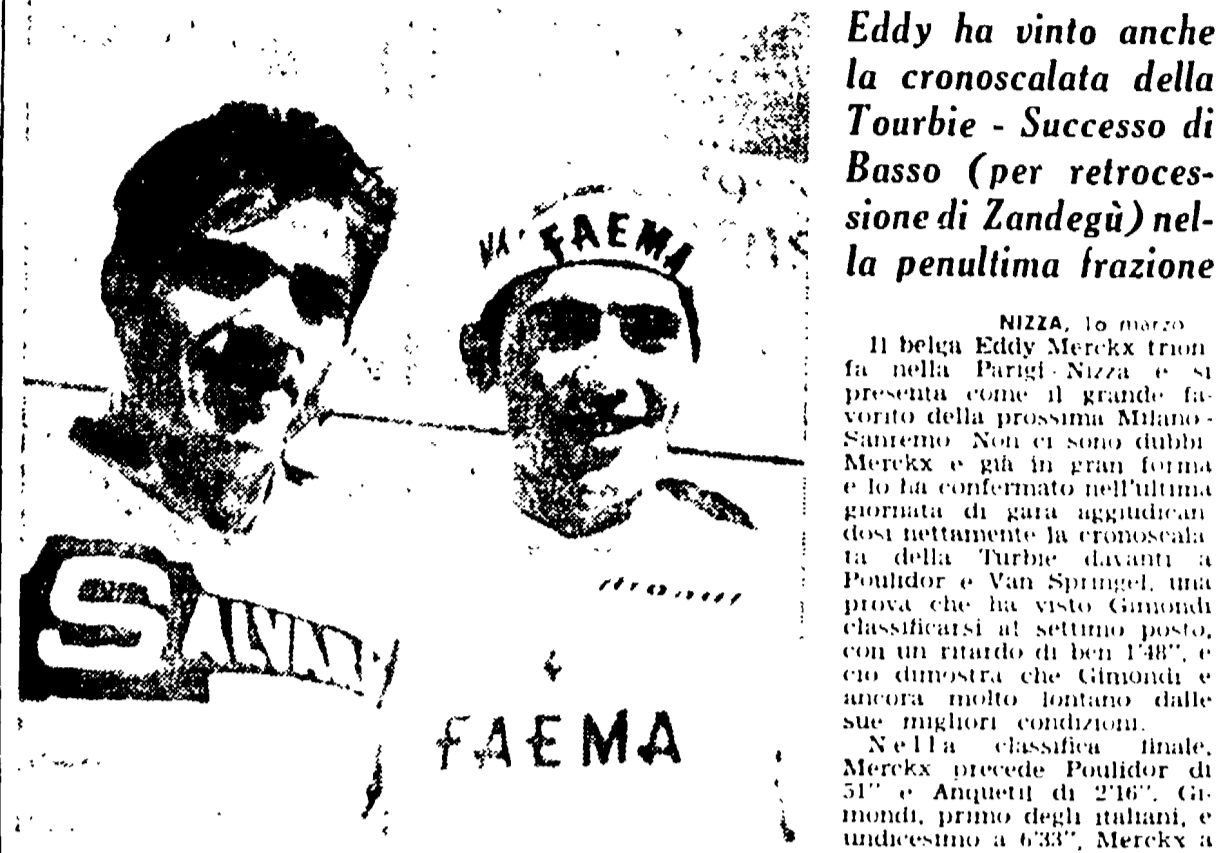 Eddy ha vinto anche
la cronoscalata della
Tourbie - Successo di
Basso (per retroces-
sione di Zandegù) nel-
la penultima frazione
NIZZA, 16 marzo
Il belga Eddy Merckx trion
fa nella Parigi-Nizza e si
presenta come il grande fa-
vorito della prossima Milano-
Sanremo Non ci sono dubbi
Merckx e già in gran forma
e lo ha confermato nell'ultima
giornata di gara aggiudican
dosi nettamente la cronoscala
ta della Turbie davanti a
Poulidor e Van Springel, una
prova che ha visto Gimondi
classificarsi al settimo posto,
con un ritardo di ben 1'48", e
cio dimostra che Gimondi e
ancora molto lontano dalle
sue migliori condizioni.
Nella classifica finale,
Merckx precede Poulidor di
51" e Anquetil di 2'16". Gi-
mondi, primo degli italiani, e
undicesimo a 6'33", Merckx a
FAEMA
SALVAR
FAEMA